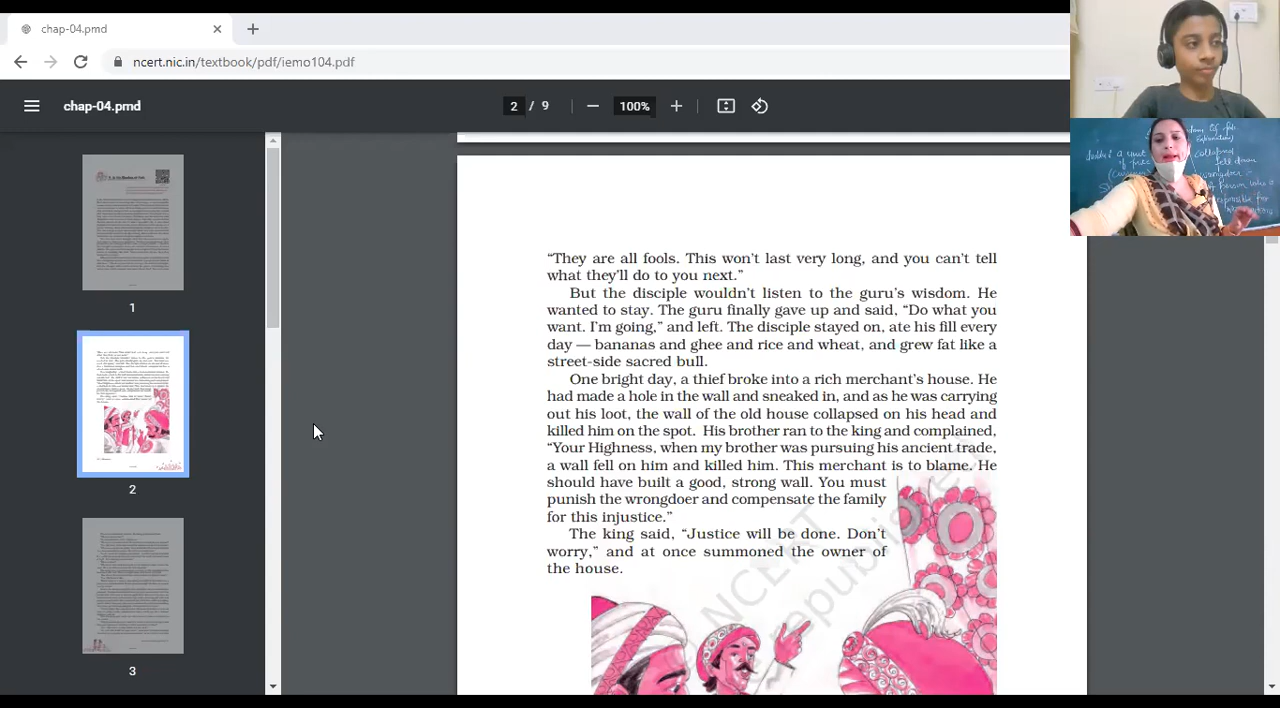 chap-04.pmd
ncert.nic.in/textbook/pdf/iemo104.pdf
chap-04.pmd
2 / 9
100%
1
2
3
"They are all fools. This won't last very long, and you can't tell
what they'll do to you next."
But the disciple wouldn't listen to the guru's wisdom. He
wanted to stay. The guru finally gave up and said, "Do what you
want. I'm going," and left. The disciple stayed on, ate his fill every
day — bananas and ghee and rice and wheat, and grew fat like a
street-side sacred bull.
One bright day, a thief broke into a rich merchant's house. He
had made a hole in the wall and sneaked in, and as he was carrying
out his loot, the wall of the old house collapsed on his head and
killed him on the spot. His brother ran to the king and complained,
"Your Highness, when my brother was pursuing his ancient trade,
a wall fell on him and killed him. This merchant is to blame. He
should have built a good, strong wall. You must
punish the wrongdoer and compensate the family
for this injustice."
The king said, "Justice will be done. Don't
worry," and at once summoned the owner of
the house.
collapsed
fell down
wrongdoer